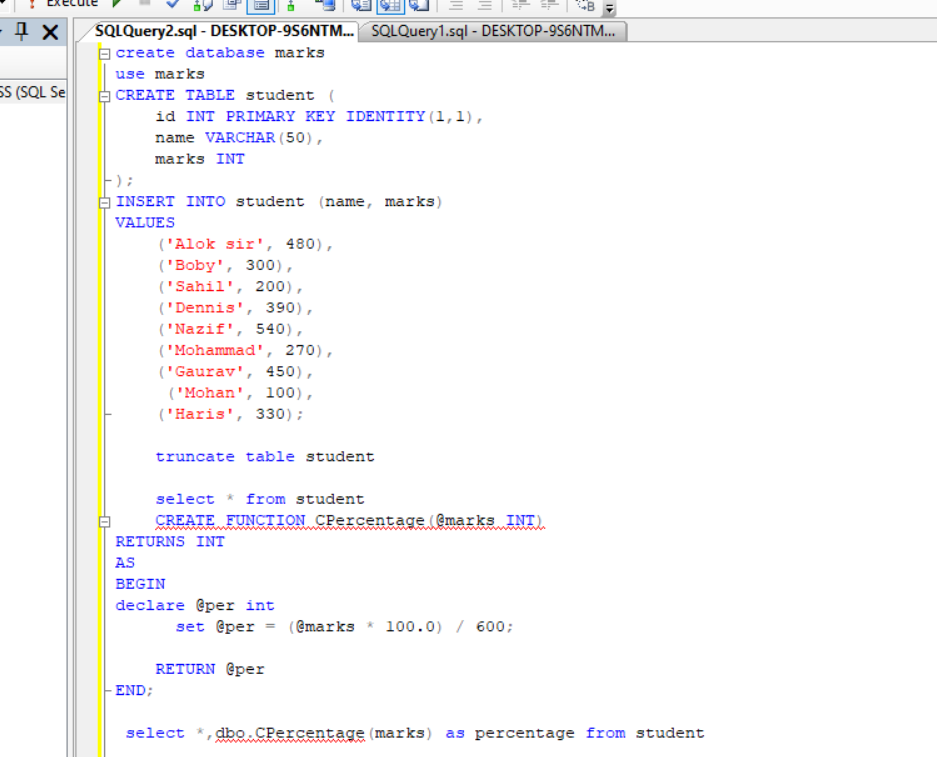 Execute
SQLQuery2.sql - DESKTOP-9S6NTM... SQLQuery1.sql - DESKTOP-9S6NTM...
SS (SQL Se
create database marks
use marks
CREATE TABLE student (
id INT PRIMARY KEY IDENTITY(1,1),
name VARCHAR(50),
marks INT
);
INSERT INTO student (name, marks)
VALUES
('Alok sir', 480),
('Boby', 300),
('Sahil', 200),
('Dennis', 390),
('Nazif', 540),
('Mohammad', 270),
('Gaurav', 450),
('Mohan', 100),
('Haris', 330);
truncate table student
select * from student
CREATE FUNCTION CPercentage(@marks INT)
RETURNS INT
AS
BEGIN
declare @per int
set @per = (@marks * 100.0) / 600;
RETURN @per
END;
select *,dbo.CPercentage(marks) as percentage from student